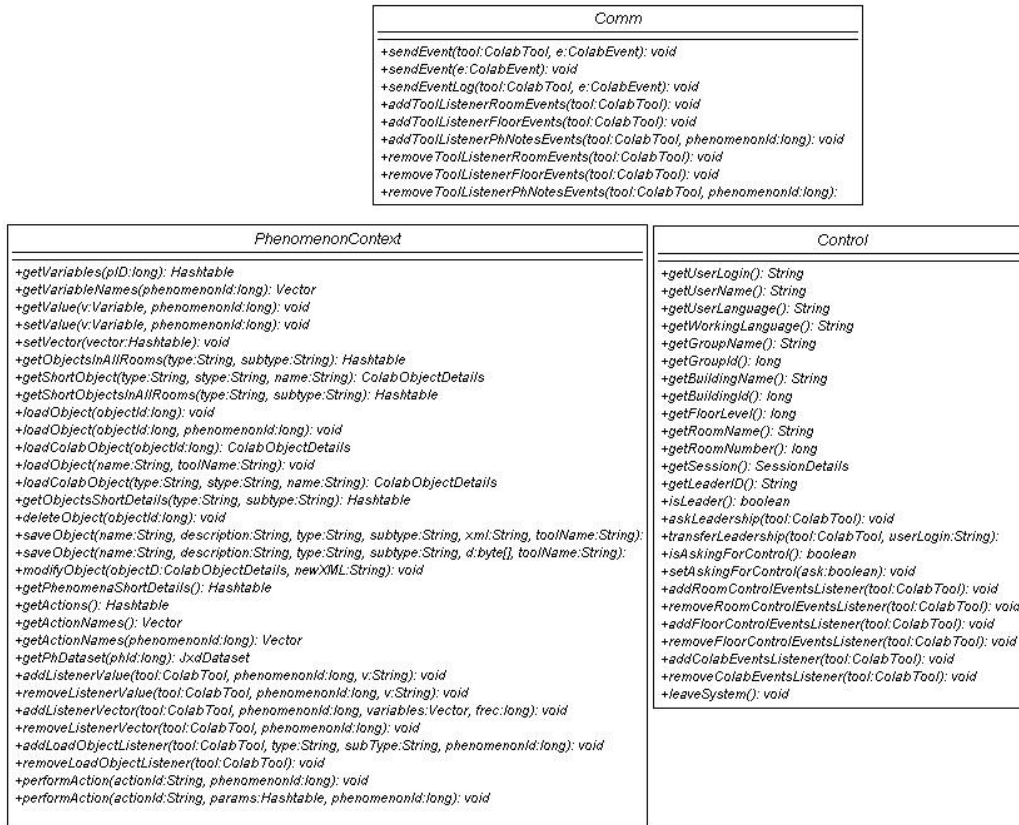 Comm
+sendEvent(tool:ColabTool, e:ColabEvent): void
+sendEvent(e:ColabEvent): void
+sendEventLog(tool:ColabTool, e:ColabEvent): void
+addToolListenerRoomEvents(tool:ColabTool): void
+addToolListenerFloorEvents(tool:ColabTool): void
+addToolListenerPhNotesEvents(tool:ColabTool, phenomenonId:long): void
+removeToolListenerRoomEvents(tool:ColabTool): void
+removeToolListenerFloorEvents(tool:ColabTool): void
+removeToolListenerPhNotesEvents(tool:ColabTool, phenomenonId:long):
PhenomenonContext
+getVariables(pID:long): Hashtable
+getVariableNames(phenomenonId:long): Vector
+getValue(v:Variable, phenomenonId:long): void
+setValue(v:Variable, phenomenonId:long): void
+setVector(vector:Hashtable): void
+getObjectsInAllRooms(type:String, subtype:String): Hashtable
+getShortObject(type:String, stype:String, name:String): ColabObjectDetails
+getShortObjectsInAllRooms(type:String, subtype:String): Hashtable
+loadObject(objectId:long): void
+loadObject(objectId:long, phenomenonId:long): void
+loadColabObject(objectId:long): ColabObjectDetails
+loadObject(name:String, toolName:String): void
+loadColabObject(type:String, stype:String, name:String): ColabObjectDetails
+getObjectsShortDetails(type:String, subtype:String): Hashtable
+deleteObject(objectId:long): void
+saveObject(name:String, description:String, type:String, subtype:String, xml:String, toolName:String):
+saveObject(name:String, description:String, type:String, subtype:String, d:byte[], toolName:String):
+modifyObject(objectD:ColabObjectDetails, newXML:String): void
+getPhenomenaShortDetails(): Hashtable
+getActions(): Hashtable
+getActionNames(): Vector
+getActionNames(phenomenonId:long): Vector
+getPhDataset(phId:long): JxdDataset
+addListenerValue(tool:ColabTool, phenomenonId:long, v:String): void
+removeListenerValue(tool:ColabTool, phenomenonId:long, v:String): void
+addListenerVector(tool:ColabTool, phenomenonId:long, variables:Vector, frec:long): void
+removeListenerVector(tool:ColabTool, phenomenonId:long): void
+addLoadObjectListener(tool:ColabTool, type:String, subType:String, phenomenonId:long): void
+removeLoadObjectListener(tool:ColabTool): void
+performAction(actionId:String, phenomenonId:long): void
+performAction(actionId:String, params:Hashtable, phenomenonId:long): void
Control
+getUserLogin(): String
+getUserName(): String
+getUserLanguage(): String
+getWorkingLanguage(): String
+getGroupName(): String
+getGroupId(): long
+getBuildingName(): String
+getBuildingId(): long
+getFloorLevel(): long
+getRoomName(): String
+getRoomNumber(): long
+getSession(): SessionDetails
+getLeaderID(): String
+isLeader(): boolean
+askLeadership(tool:ColabTool): void
+transferLeadership(tool:ColabTool, userLogin:String):
+isAskingForControl(): boolean
+setAskingForControl(ask:boolean): void
+addRoomControlEventsListener(tool:ColabTool): void
+removeRoomControlEventsListener(tool:ColabTool): void
+addFloorControlEventsListener(tool:ColabTool): void
+removeFloorControlEventsListener(tool:ColabTool): void
+addColabEventsListener(tool:ColabTool): void
+removeColabEventsListener(tool:ColabTool): void
+leaveSystem(): void